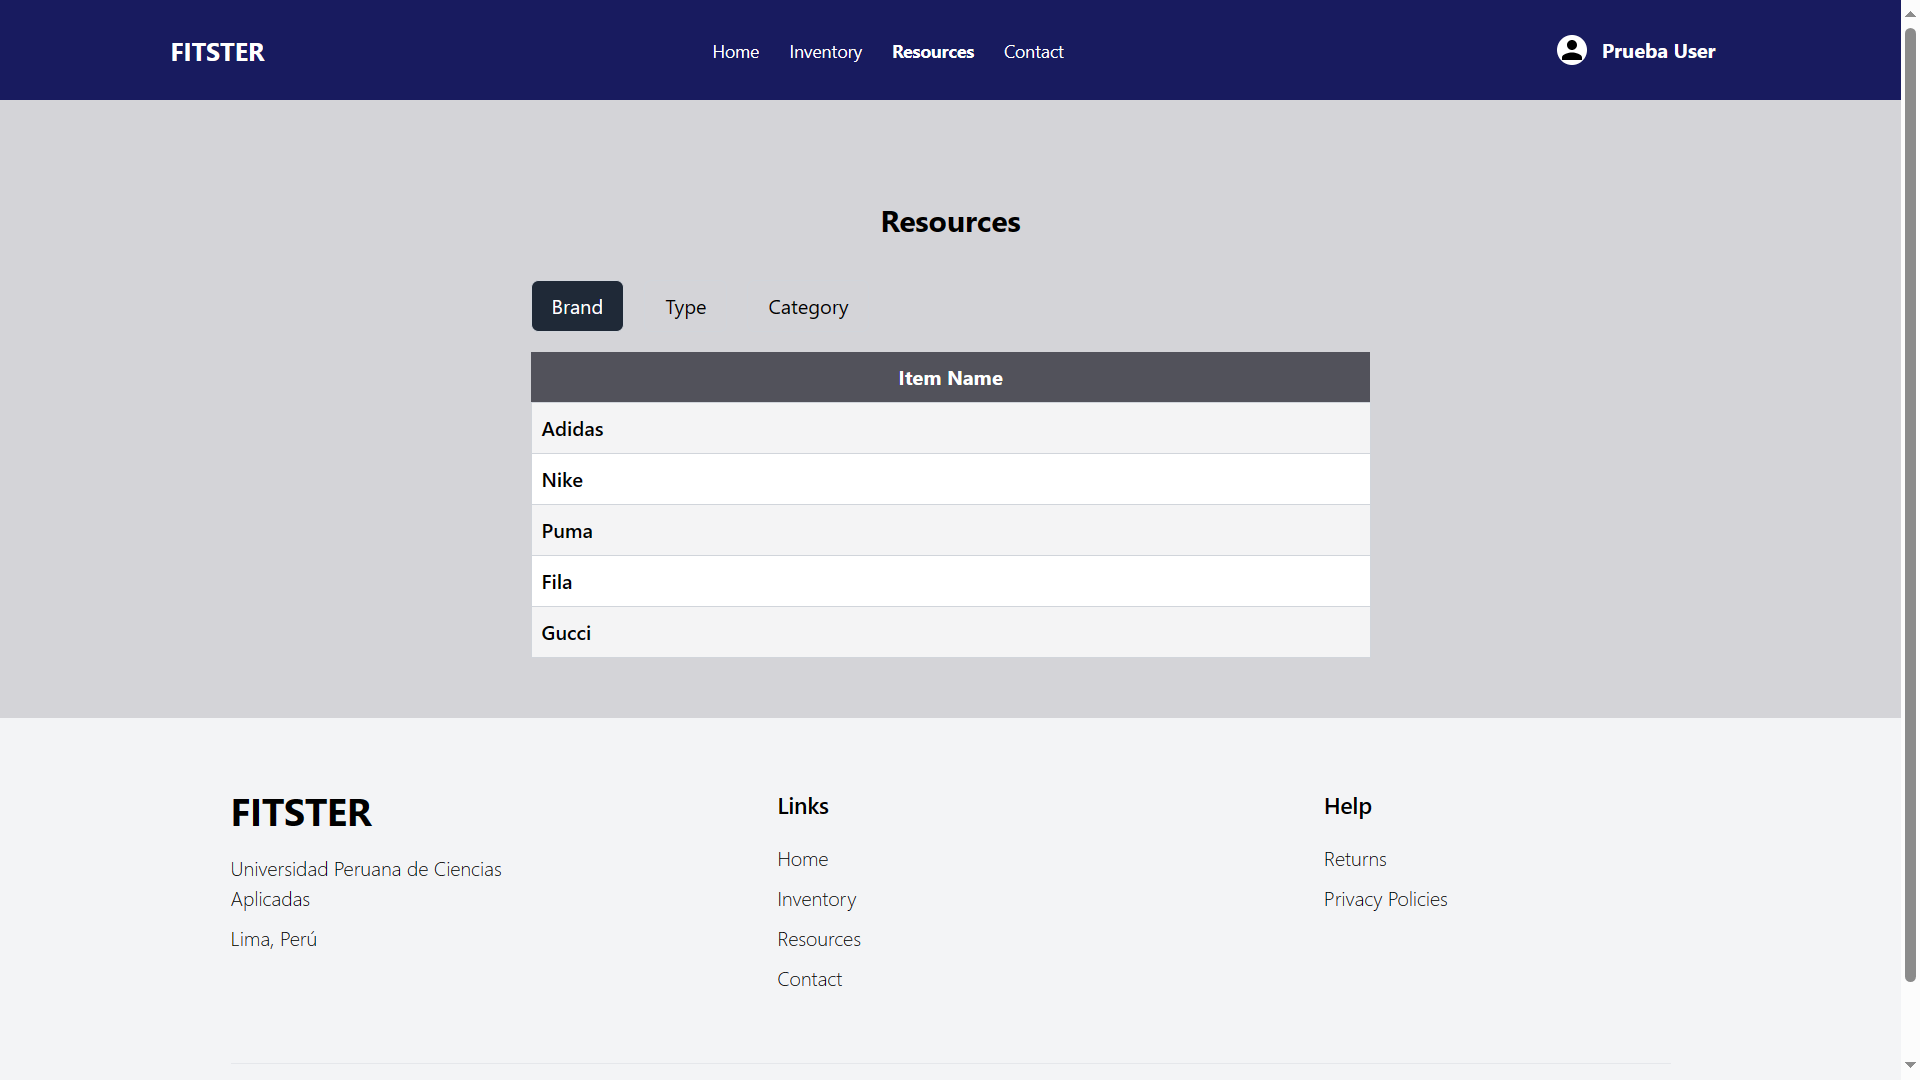 FITSTER
Home Inventory Resources Contact
Prueba User
Resources
Brand Type Category
Item Name
Adidas
Nike
Puma
Fila
Gucci
FITSTER
Universidad Peruana de Ciencias
Aplicadas
Lima, Perú
Links
Home
Inventory
Resources
Contact
Help
Returns
Privacy Policies